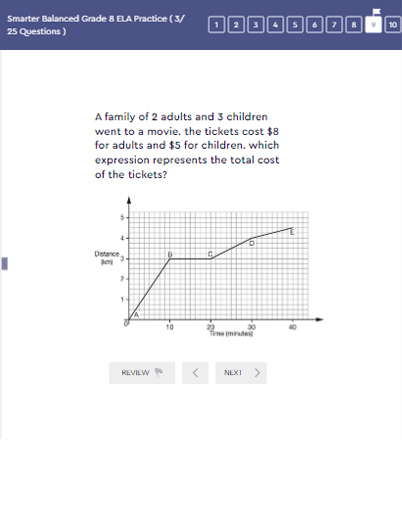 Smarter Balanced Grade 8 ELA Practice ( 3/
25 Questions )
1 2 3 4 5 6 7 8 9 10
A family of 2 adults and 3 children
went to a movie. the tickets cost $8
for adults and $5 for children. which
expression represents the total cost
of the tickets?
5
4
Distance
(km)
3
2
1
0
A
B
C
D
E
10 20 30 40
Time (minutes)
REVIEW
NEXT